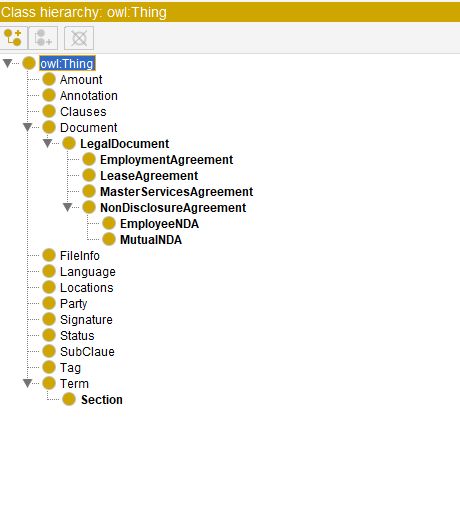 Class hierarchy: owl:Thing
owl:Thing
Amount
Annotation
Clauses
Document
LegalDocument
EmploymentAgreement
LeaseAgreement
MasterServicesAgreement
NonDisclosureAgreement
EmployeeNDA
MutualNDA
FileInfo
Language
Locations
Party
Signature
Status
SubClaue
Tag
Term
Section